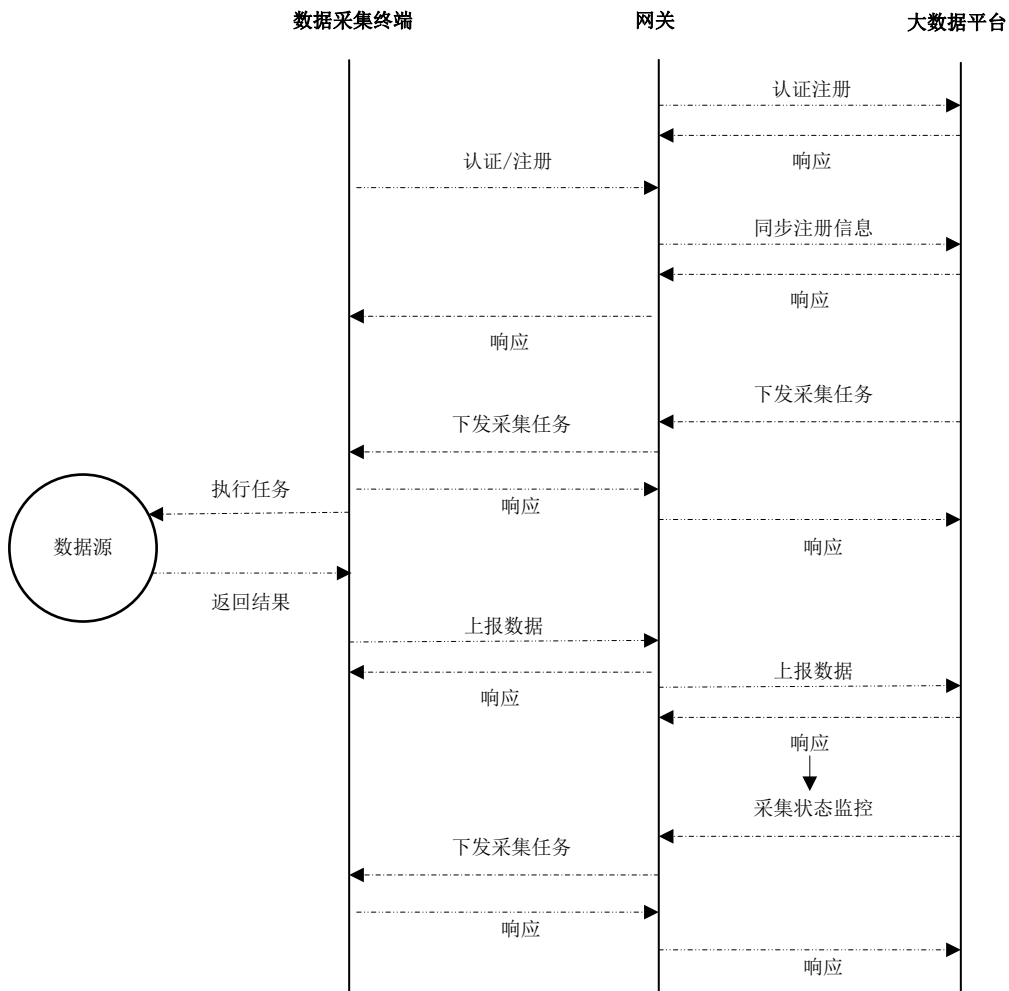 数据采集终端
网关
大数据平台
认证注册
响应
认证/注册
同步注册信息
响应
响应
下发采集任务
下发采集任务
执行任务
响应
数据源
响应
返回结果
上报数据
上报数据
响应
响应
采集状态监控
下发采集任务
响应
响应